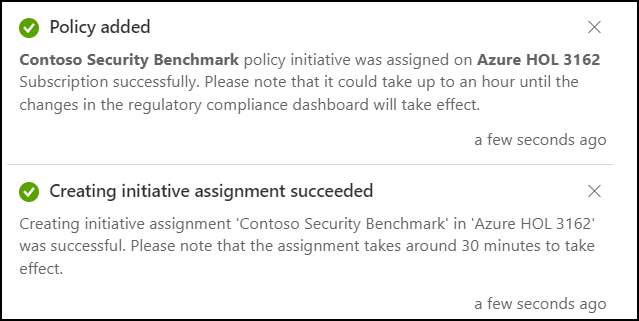 Policy added
Contoso Security Benchmark policy initiative was assigned on Azure HOL 3162
Subscription successfully. Please note that it could take up to an hour until the
changes in the regulatory compliance dashboard will take effect.
a few seconds ago
Creating initiative assignment succeeded
Creating initiative assignment 'Contoso Security Benchmark' in 'Azure HOL 3162'
was successful. Please note that the assignment takes around 30 minutes to take
effect.
a few seconds ago